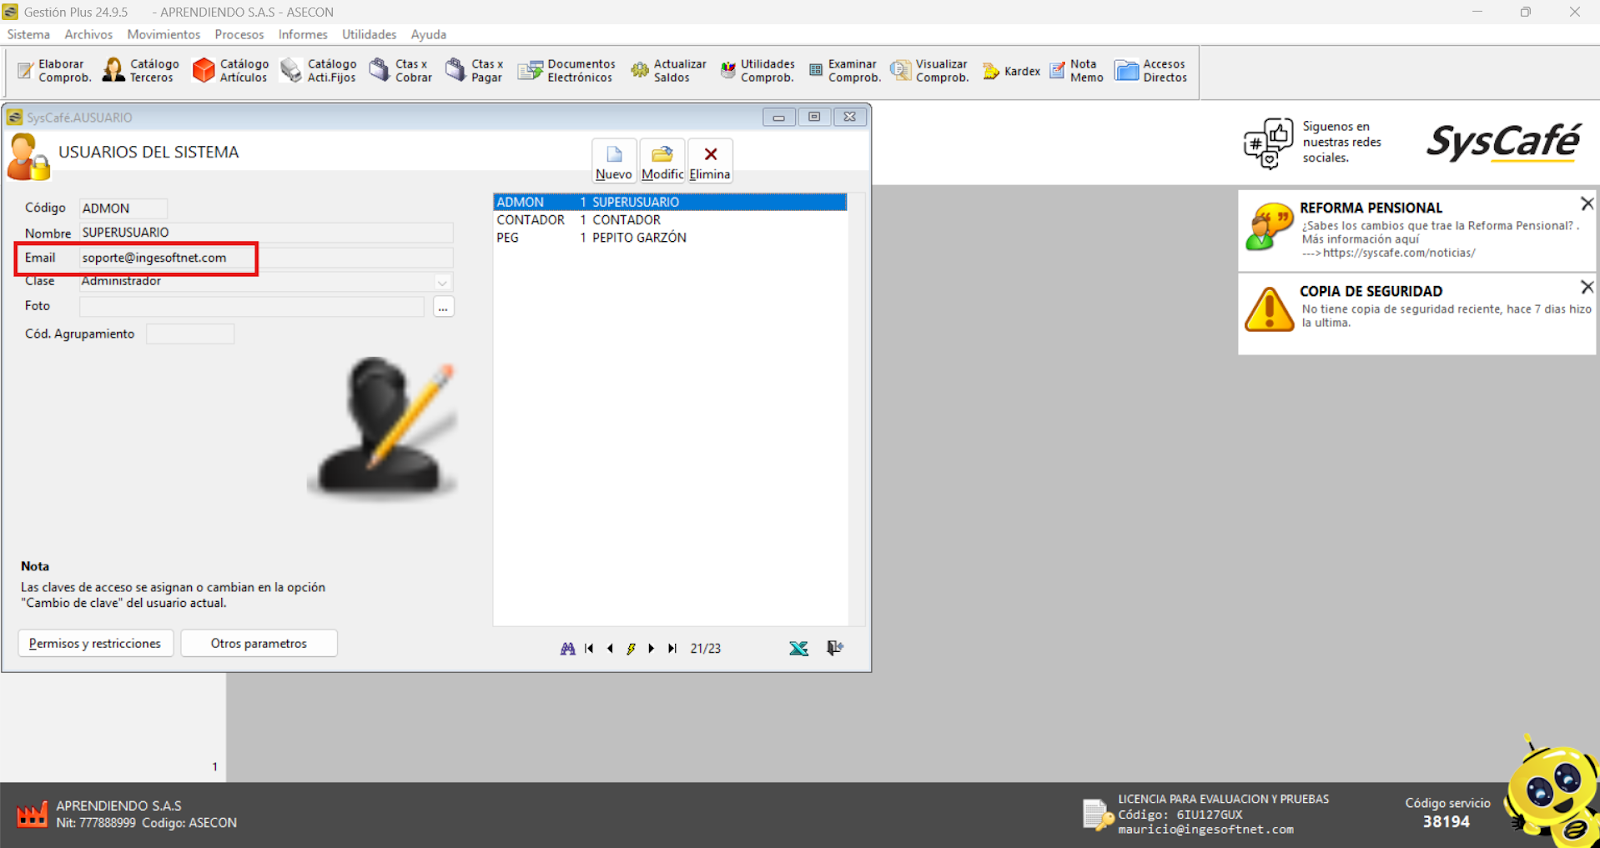 Gestión Plus 24.9.5 - APRENDIENDO S.A.S - ASECON
Sistema Archivos Movimientos Procesos Informes Utilidades Ayuda
Elaborar Comprob.
Catálogo Terceros
Catálogo Artículos
Catálogo Acti.Fijos
Ctas x Cobrar
Ctas x Pagar
Documentos Electrónicos
Actualizar Saldos
Utilidades Comprob.
Examinar Comprob.
Visualizar Comprob.
Kardex
Nota Memo
Accesos Directos
SysCafé.AUSUARIO
USUARIOS DEL SISTEMA
Nuevo Modific Elimina
Código ADMON
Nombre SUPERUSUARIO
Email soporte@ingesoftnet.com
Clase Administrador
Foto ...
Cód. Agrupamiento
ADMON 1 SUPERUSUARIO
CONTADOR 1 CONTADOR
PEG 1 PEPITO GARZÓN
Nota
Las claves de acceso se asignan o cambian en la opción
"Cambio de clave" del usuario actual.
Permisos y restricciones Otros parametros
21/23
Siguenos en
nuestras redes
sociales.
SysCafé
REFORMA PENSIONAL
¿Sabes los cambios que trae la Reforma Pensional? .
Más información aquí
--->https://syscafe.com/noticias/
COPIA DE SEGURIDAD
No tiene copia de seguridad reciente, hace 7 dias hizo
la ultima.
1
APRENDIENDO S.A.S
Nit: 777888999 Codigo: ASECON
LICENCIA PARA EVALUACION Y PRUEBAS
Código: 6IU127GUX
mauricio@ingesoftnet.com
Código servicio
38194